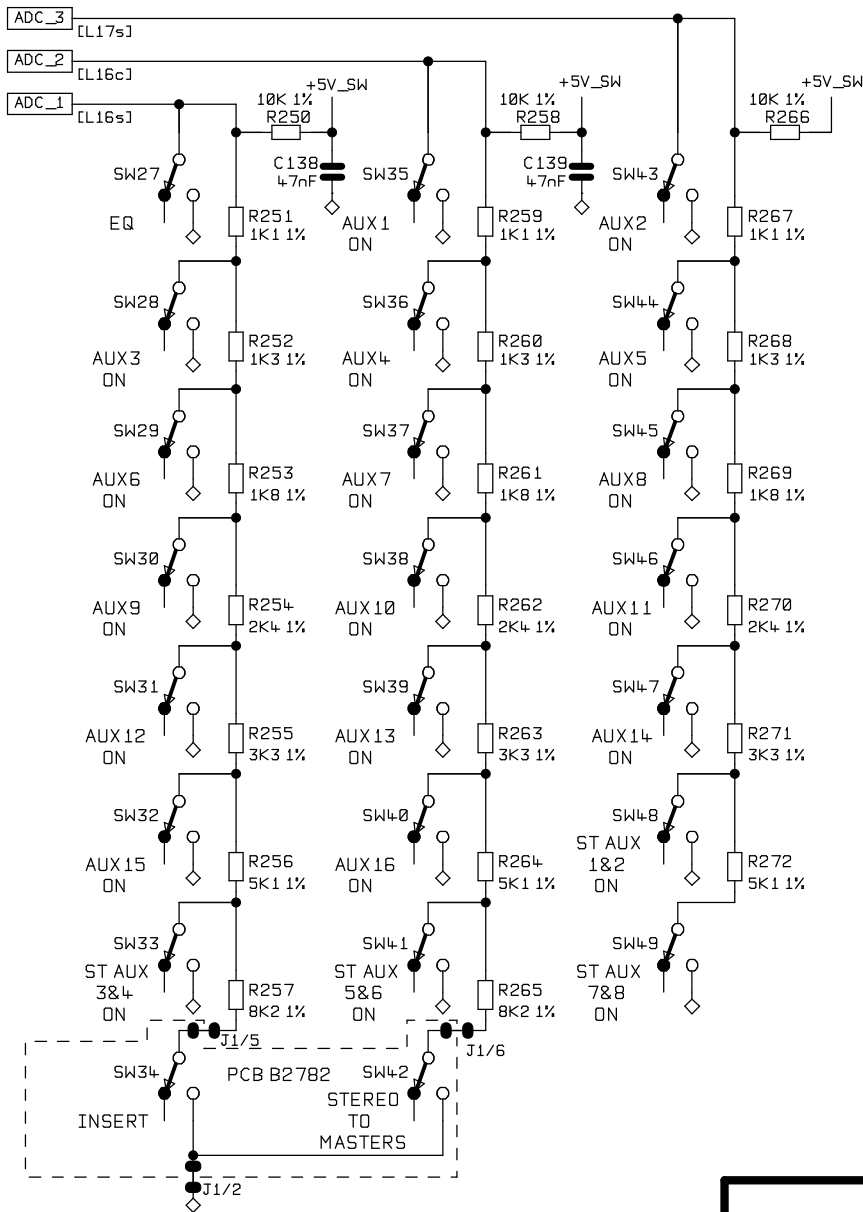 ADC_3
[L17s]
ADC_2
[L16c]
+5V_SW +5V_SW +5V_SW
ADC_1
[L16s]
10K 1% 10K 1% 10K 1%
R250 R258 R266
SW27 C138 SW35 C139 SW43
47nF 47nF
EQ R251 AUX1 R259 AUX2 R267
1K1 1% ON 1K1 1% ON 1K1 1%
SW28 SW36 SW44
R252 R260 R268
AUX3 1K3 1% AUX4 1K3 1% AUX5 1K3 1%
ON ON ON
SW29 SW37 SW45
AUX6 R253 AUX7 R261 AUX8 R269
ON 1K8 1% ON 1K8 1% ON 1K8 1%
SW30 SW38 SW46
AUX9 R254 AUX10 R262 AUX11 R270
ON 2K4 1% ON 2K4 1% ON 2K4 1%
SW31 SW39 SW47
AUX12 R255 AUX13 R263 AUX14 R271
ON 3K3 1% ON 3K3 1% ON 3K3 1%
SW32 SW40 SW48
ST AUX
AUX15 R256 AUX16 R264 1&2 R272
ON 5K1 1% ON 5K1 1% ON 5K1 1%
SW33 SW41 SW49
ST AUX ST AUX ST AUX
3&4 R257 5&6 R265 7&8
ON 8K2 1% ON 8K2 1% ON
J1/5 J1/6
SW34 PCB B2782 SW42
INSERT STEREO
TO
MASTERS
J1/2